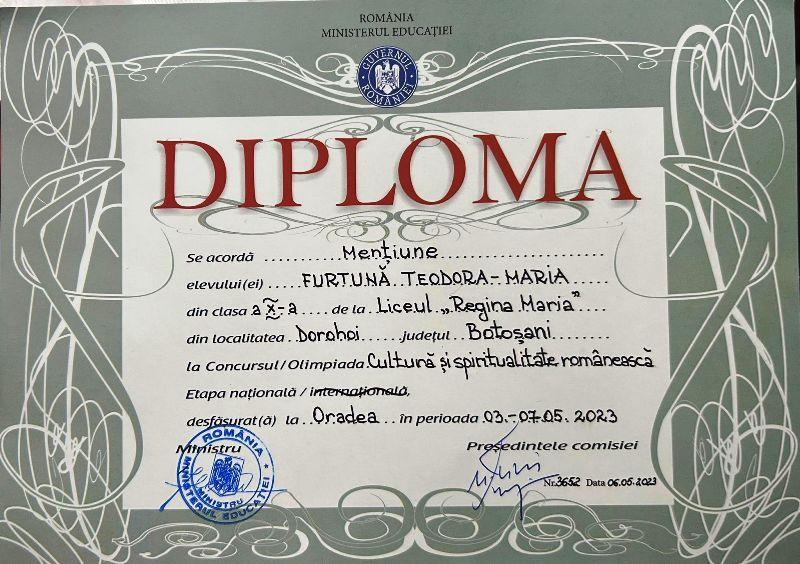 ROMÂNIA
MINISTERUL EDUCAȚIEI
GUVERNUL ROMÂNIEI
DIPLOMA
Se acordă ............Mențiune..........................
elevului(ei) .....FURTUNĂ TEODORA-MARIA......
din clasa a X-a .... de la Liceul „Regina Maria”....
din localitatea Dorohoi......județul Botoșani........
la Concursul/Olimpiada Cultură și spiritualitate românească
Etapa națională / internațională,
desfășurat(ă) la ..Oradea... în perioada 03.-07.05.2023
Ministru Președintele comisiei
ROMÂNIA MINISTERUL EDUCAȚIEI MINISTRU
Nr.3652 Data 06.05.2023